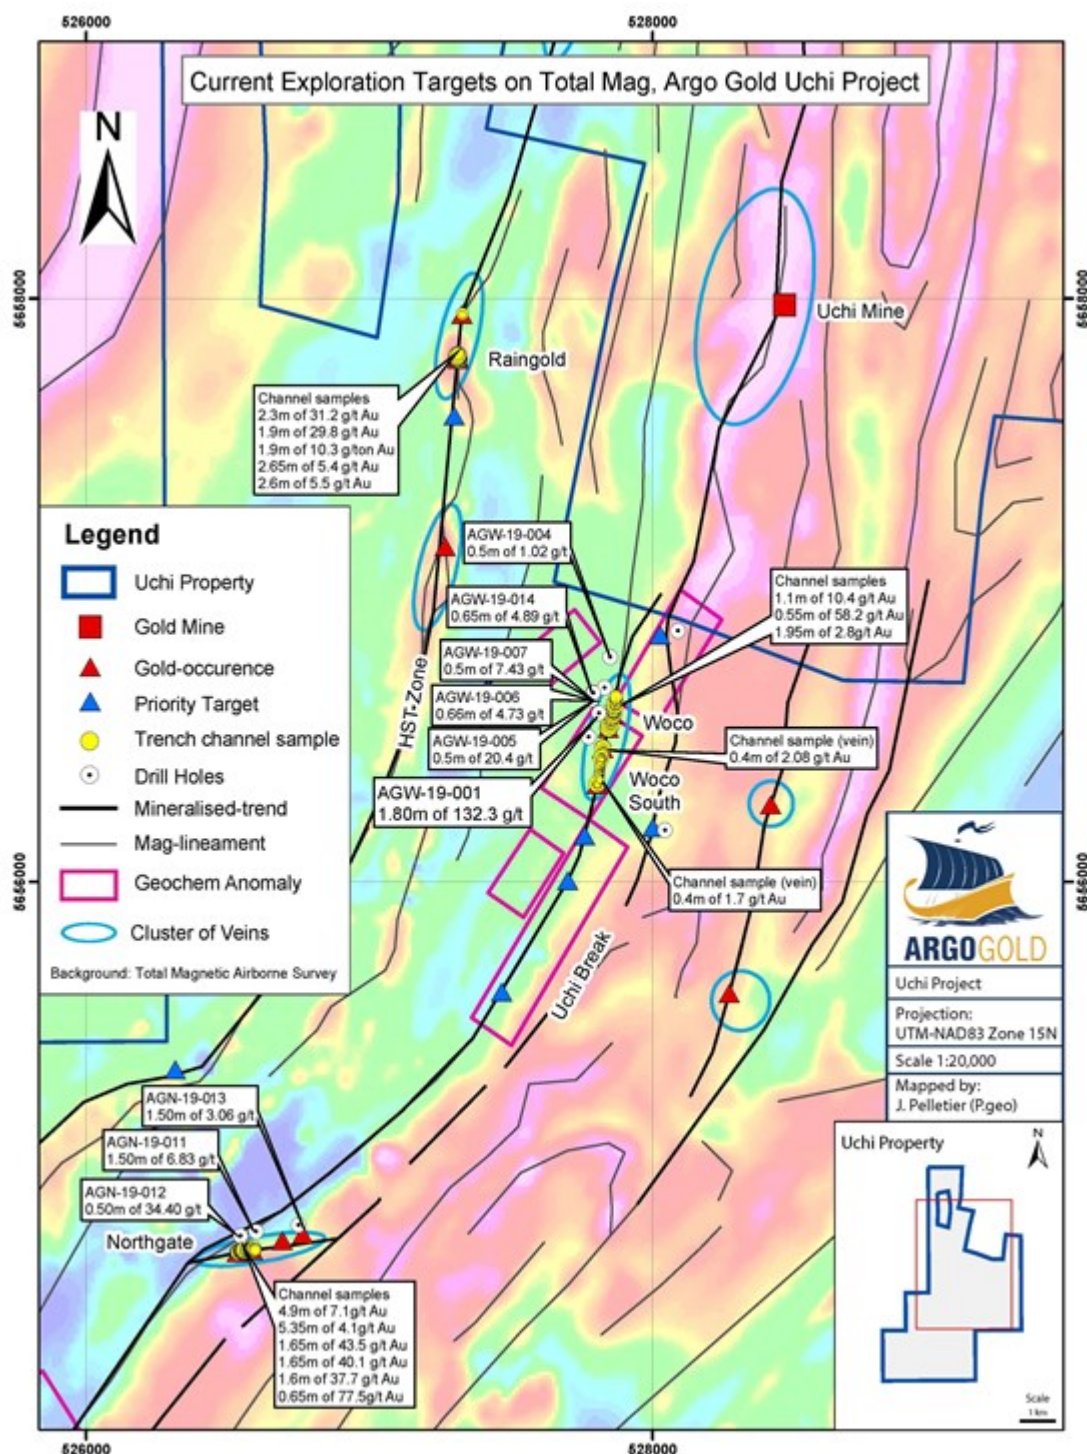 526000
528000
Current Exploration Targets on Total Mag, Argo Gold Uchi Project
N
5658000
5658000
Uchi Mine
Raingold
Channel samples
2.3m of 31.2 g/t Au
1.9m of 29.8 g/t Au
1.9m of 10.3 g/ton Au
2.65m of 5.4 g/t Au
2.6m of 5.5 g/t Au
Legend
Uchi Property
Gold Mine
Gold-occurence
Priority Target
Trench channel sample
Drill Holes
Mineralised-trend
Mag-lineament
Geochem Anomaly
Cluster of Veins
Background: Total Magnetic Airborne Survey
AGW-19-004
0.5m of 1.02 g/t
AGW-19-014
0.65m of 4.89 g/t
AGW-19-007
0.5m of 7.43 g/t
AGW-19-006
0.66m of 4.73 g/t
AGW-19-005
0.5m of 20.4 g/t
AGW-19-001
1.80m of 132.3 g/t
Channel samples
1.1m of 10.4 g/t Au
0.55m of 58.2 g/t Au
1.95m of 2.8g/t Au
HST-Zone
Woco
Channel sample (vein)
0.4m of 2.08 g/t Au
Woco
South
Channel sample (vein)
0.4m of 1.7 g/t Au
5656000
5656000
Uchi Break
ARGOGOLD
Uchi Project
Projection:
UTM-NAD83 Zone 15N
Scale 1:20,000
Mapped by:
J. Pelletier (P.geo)
AGN-19-013
1.50m of 3.06 g/t
AGN-19-011
1.50m of 6.83 g/t
AGN-19-012
0.50m of 34.40 g/t
Northgate
Channel samples
4.9m of 7.1g/t Au
5.35m of 4.1g/t Au
1.65m of 43.5 g/t Au
1.65m of 40.1 g/t Au
1.6m of 37.7 g/t Au
0.65m of 77.5g/t Au
Uchi Property
N
Scale
1 km
526000
528000